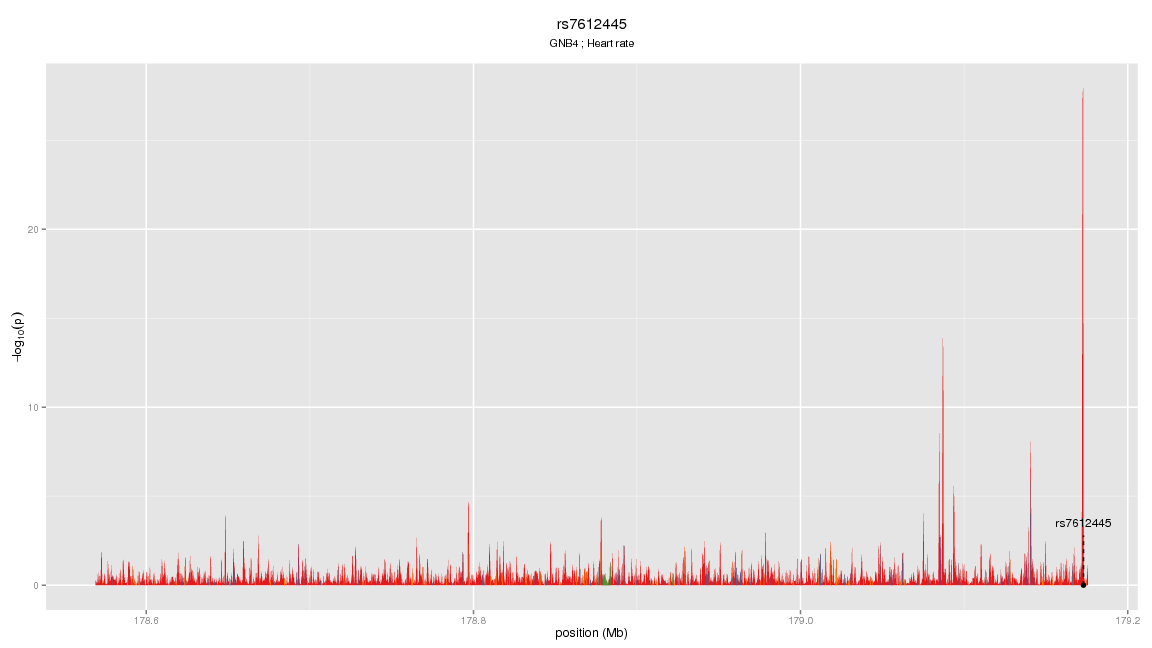 rs7612445
GNB4 ; Heart rate
20
10
0
−log10(p)
rs7612445
178.6
178.8
179.0
179.2
position (Mb)